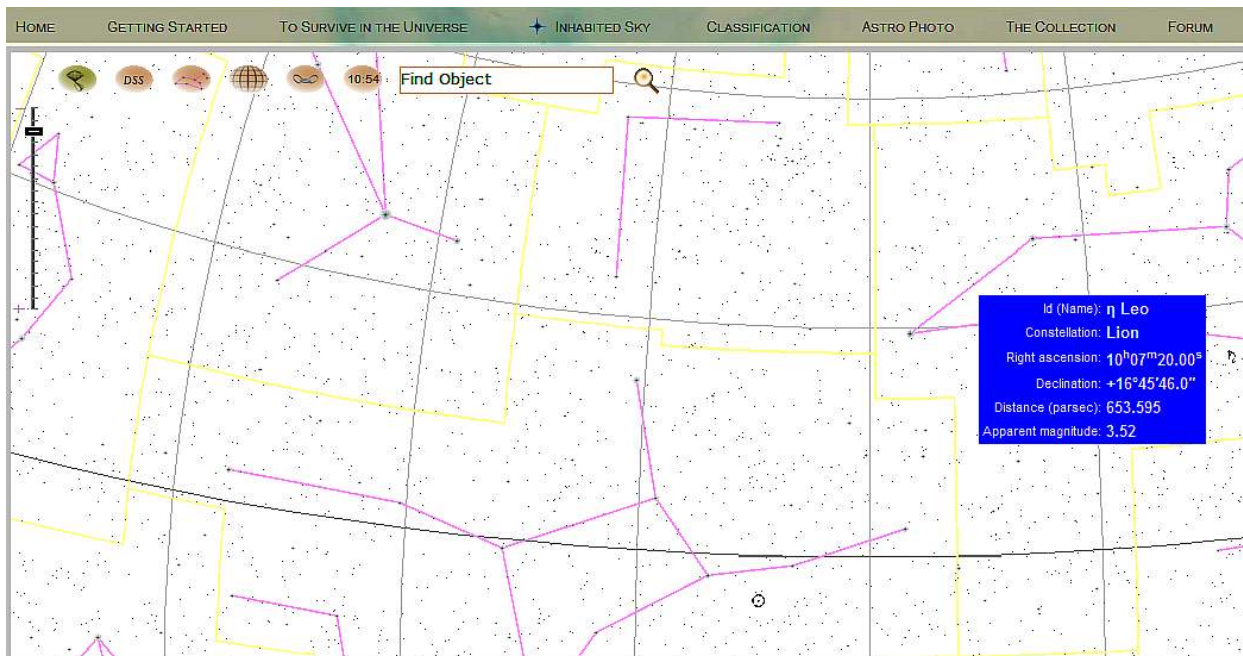 HOME GETTING STARTED TO SURVIVE IN THE UNIVERSE INHABITED SKY CLASSIFICATION ASTRO PHOTO THE COLLECTION FORUM
DSS 10:54 Find Object
Id (Name): η Leo
Constellation: Lion
Right ascension: 10h07m20.00s
Declination: +16°45'46.0"
Distance (parsec): 653.595
Apparent magnitude: 3.52